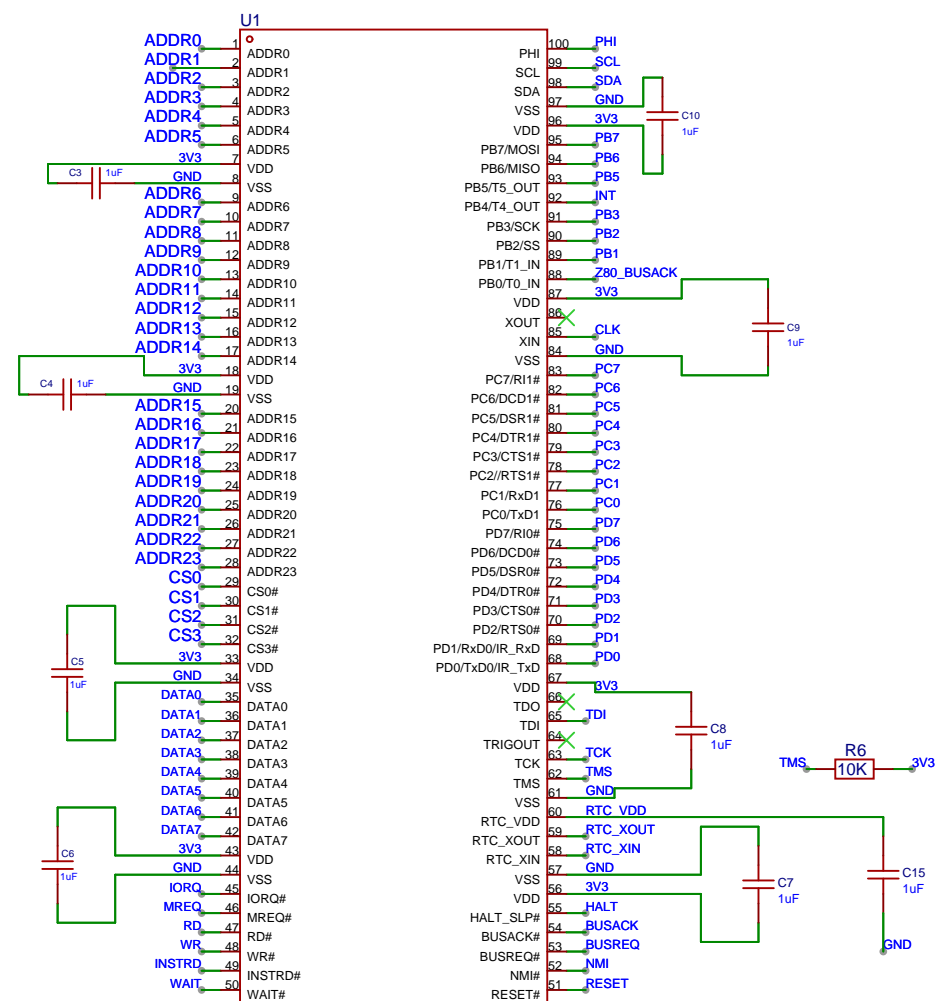 U1
ADDR0 1 ADDR0 PHI 100 PHI
ADDR1 2 ADDR1 SCL 99 SCL
ADDR2 3 ADDR2 SDA 98 SDA
ADDR3 4 ADDR3 VSS 97 GND
ADDR4 5 ADDR4 VDD 96 3V3
C10
1uF
ADDR5 6 ADDR5 PB7/MOSI 95 PB7
3V3 7 VDD PB6/MISO 94 PB6
C3 1uF
GND 8 VSS PB5/T5_OUT 93 PB5
ADDR6 9 ADDR6 PB4/T4_OUT 92 INT
ADDR7 10 ADDR7 PB3/SCK 91 PB3
ADDR8 11 ADDR8 PB2/SS 90 PB2
ADDR9 12 ADDR9 PB1/T1_IN 89 PB1
ADDR10 13 ADDR10 PB0/T0_IN 88 Z80_BUSACK
ADDR11 14 ADDR11 VDD 87 3V3
ADDR12 15 ADDR12 XOUT 86
ADDR13 16 ADDR13 XIN 85 CLK
C9
1uF
ADDR14 17 ADDR14 VSS 84 GND
3V3 18 VDD PC7/RI1# 83 PC7
C4 1uF
GND 19 VSS PC6/DCD1# 82 PC6
ADDR15 20 ADDR15 PC5/DSR1# 81 PC5
ADDR16 21 ADDR16 PC4/DTR1# 80 PC4
ADDR17 22 ADDR17 PC3/CTS1# 79 PC3
ADDR18 23 ADDR18 PC2//RTS1# 78 PC2
ADDR19 24 ADDR19 PC1/RxD1 77 PC1
ADDR20 25 ADDR20 PC0/TxD1 76 PC0
ADDR21 26 ADDR21 PD7/RI0# 75 PD7
ADDR22 27 ADDR22 PD6/DCD0# 74 PD6
ADDR23 28 ADDR23 PD5/DSR0# 73 PD5
CS0 29 CS0# PD4/DTR0# 72 PD4
CS1 30 CS1# PD3/CTS0# 71 PD3
CS2 31 CS2# PD2/RTS0# 70 PD2
CS3 32 CS3# PD1/RxD0/IR_RxD 69 PD1
3V3 33 VDD PD0/TxD0/IR_TxD 68 PD0
C5
1uF
GND 34 VSS VDD 67 3V3
DATA0 35 DATA0 TDO 66
DATA1 36 DATA1 TDI 65 TDI
C8
1uF
DATA2 37 DATA2 TRIGOUT 64
DATA3 38 DATA3 TCK 63 TCK
DATA4 39 DATA4 TMS 62 TMS
R6
TMS 10K 3V3
DATA5 40 DATA5 VSS 61 GND
DATA6 41 DATA6 RTC_VDD 60 RTC_VDD
DATA7 42 DATA7 RTC_XOUT 59 RTC_XOUT
3V3 43 VDD RTC_XIN 58 RTC_XIN
C6
1uF
GND 44 VSS VSS 57 GND
C7
1uF
C15
1uF
IORQ 45 IORQ# VDD 56 3V3
MREQ 46 MREQ# HALT_SLP# 55 HALT
RD 47 RD# BUSACK# 54 BUSACK
GND
WR 48 WR# BUSREQ# 53 BUSREQ
INSTRD 49 INSTRD# NMI# 52 NMI
WAIT 50 WAIT# RESET# 51 RESET